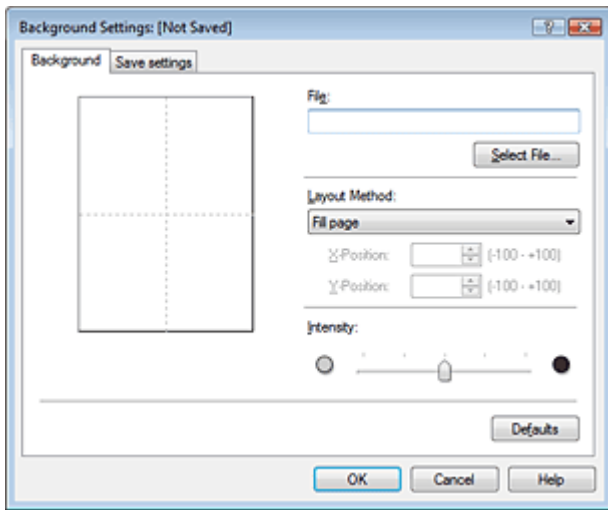 Background Settings: [Not Saved]
Background Save settings
File:
Select File...
Layout Method:
Fill page
X-Position: (-100 - +100)
Y-Position: (-100 - +100)
Intensity:
Defaults
OK Cancel Help